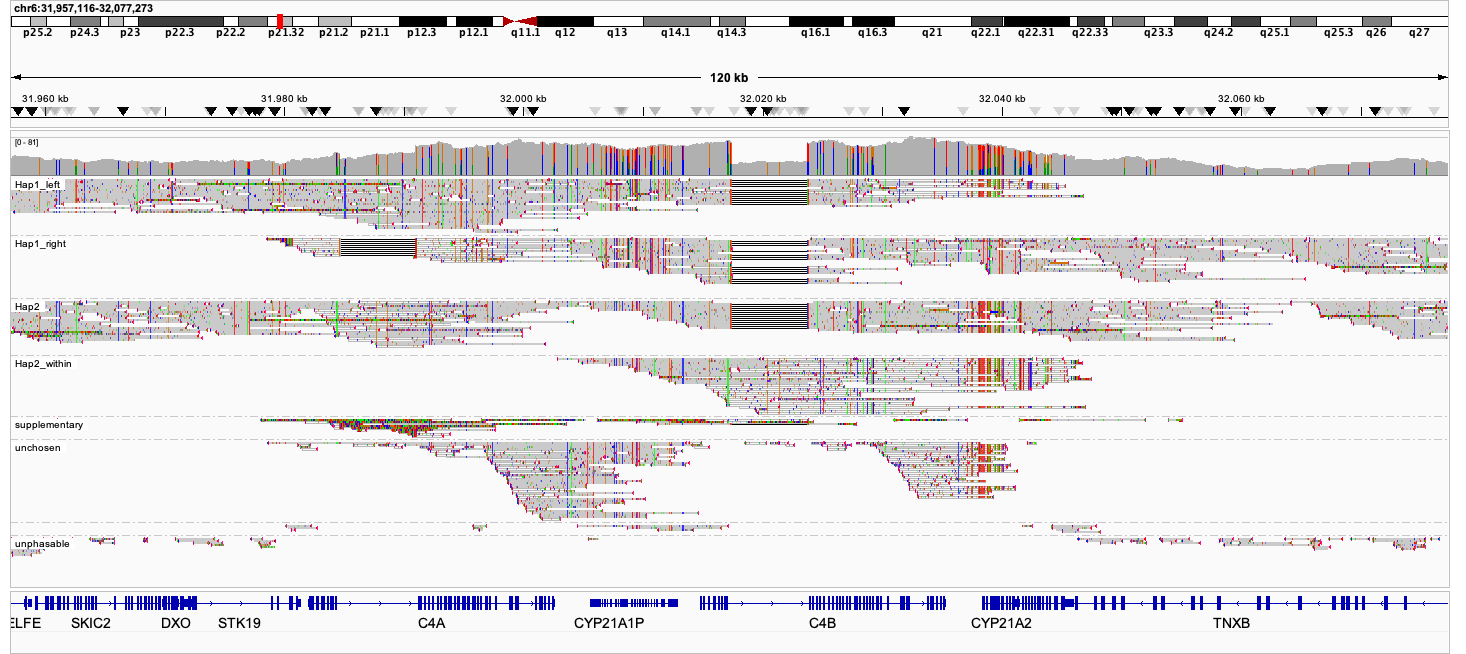 chr6:31,957,116-32,077,273
p25.2 p24.3 p23 p22.3 p22.2 p21.32 p21.2 p21.1 p12.3 p12.1 q11.1 q12 q13 q14.1 q14.3 q16.1 q16.3 q21 q22.1 q22.31 q22.33 q23.3 q24.2 q25.1 q25.3 q26 q27
120 kb
31.960 kb 31.980 kb 32.000 kb 32.020 kb 32.040 kb 32.060 kb
[0 - 81]
Hap1_left
Hap1_right
Hap2
Hap2_within
supplementary
unchosen
unphasable
ELFE SKIC2 DXO STK19 C4A CYP21A1P C4B CYP21A2 TNXB